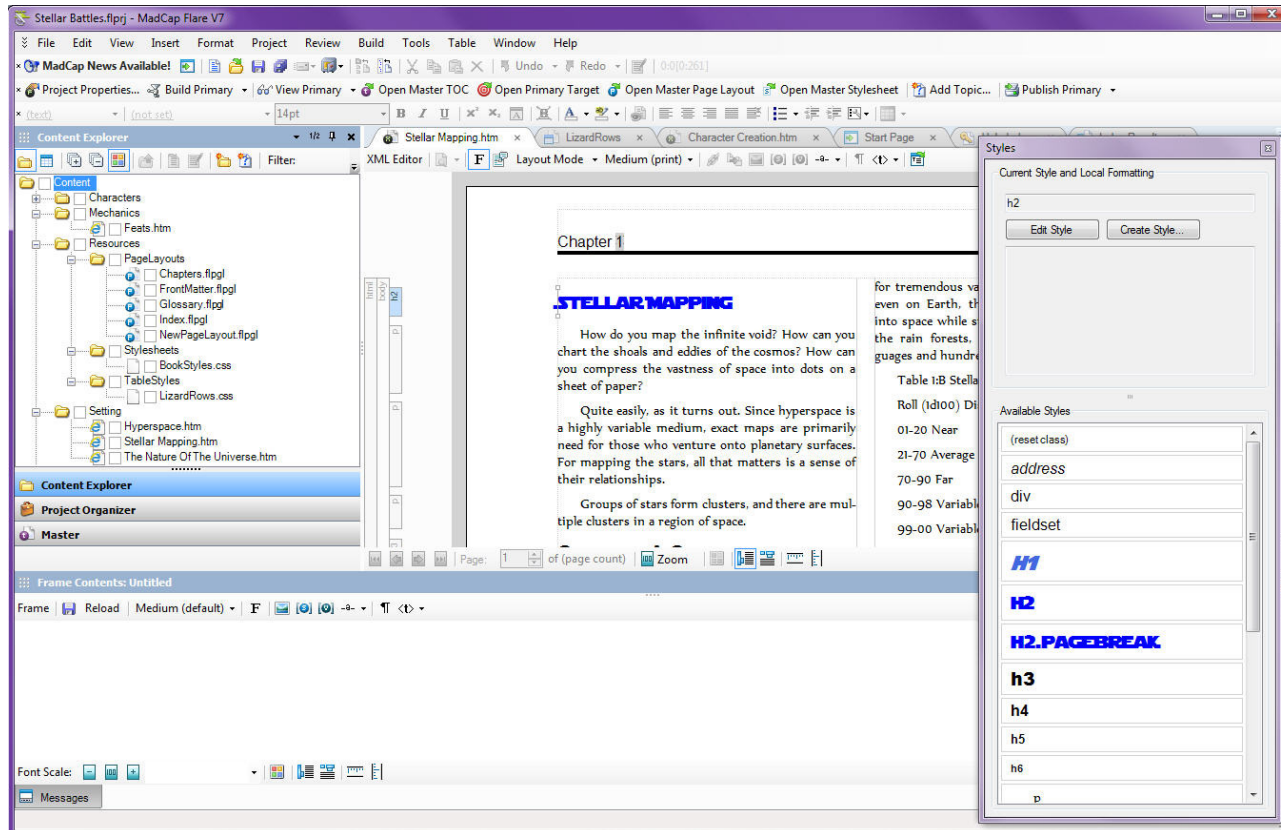 Stellar Battles.flprj - MadCap Flare V7
File Edit View Insert Format Project Review Build Tools Table Window Help
MadCap News Available! Undo Redo 0:0[0:261]
Project Properties... Build Primary View Primary Open Master TOC Open Primary Target Open Master Page Layout Open Master Stylesheet Add Topic... Publish Primary
(text) (not set) 14pt B I U
Content Explorer 1/2
Filter:
Content
Characters
Mechanics
Feats.htm
Resources
PageLayouts
Chapters.flpgl
FrontMatter.flpgl
Glossary.flpgl
Index.flpgl
NewPageLayout.flpgl
Stylesheets
BookStyles.css
TableStyles
LizardRows.css
Setting
Hyperspace.htm
Stellar Mapping.htm
The Nature Of The Universe.htm
Content Explorer
Project Organizer
Master
Stellar Mapping.htm LizardRows Character Creation.htm Start Page
XML Editor F Layout Mode Medium (print)
html
body
h2
p
p
p
Chapter 1
STELLAR MAPPING
How do you map the infinite void? How can you
chart the shoals and eddies of the cosmos? How can
you compress the vastness of space into dots on a
sheet of paper?
Quite easily, as it turns out. Since hyperspace is
a highly variable medium, exact maps are primarily
need for those who venture onto planetary surfaces.
For mapping the stars, all that matters is a sense of
their relationships.
Groups of stars form clusters, and there are mul-
tiple clusters in a region of space.
for tremendous va
even on Earth, th
into space while s
the rain forests,
guages and hundre
Table 1:B Stella
Roll (1d100) Di
01-20 Near
21-70 Average
70-90 Far
90-98 Variabl
99-00 Variabl
Page: 1 of (page count) 100 Zoom
Frame Contents: Untitled
Frame Reload Medium (default) F
Font Scale: 100
Messages
Styles
Current Style and Local Formatting
h2
Edit Style Create Style...
Available Styles
(reset class)
address
div
fieldset
H1
H2
H2.PAGEBREAK
h3
h4
h5
h6
p